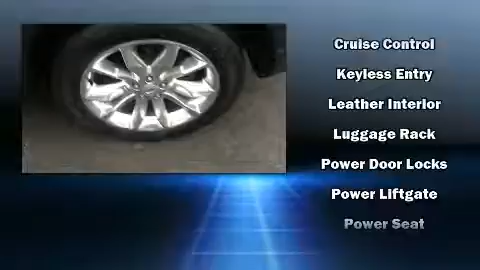 Cruise Control
Keyless Entry
Leather Interior
Luggage Rack
Power Door Locks
Power Liftgate
Power Seat